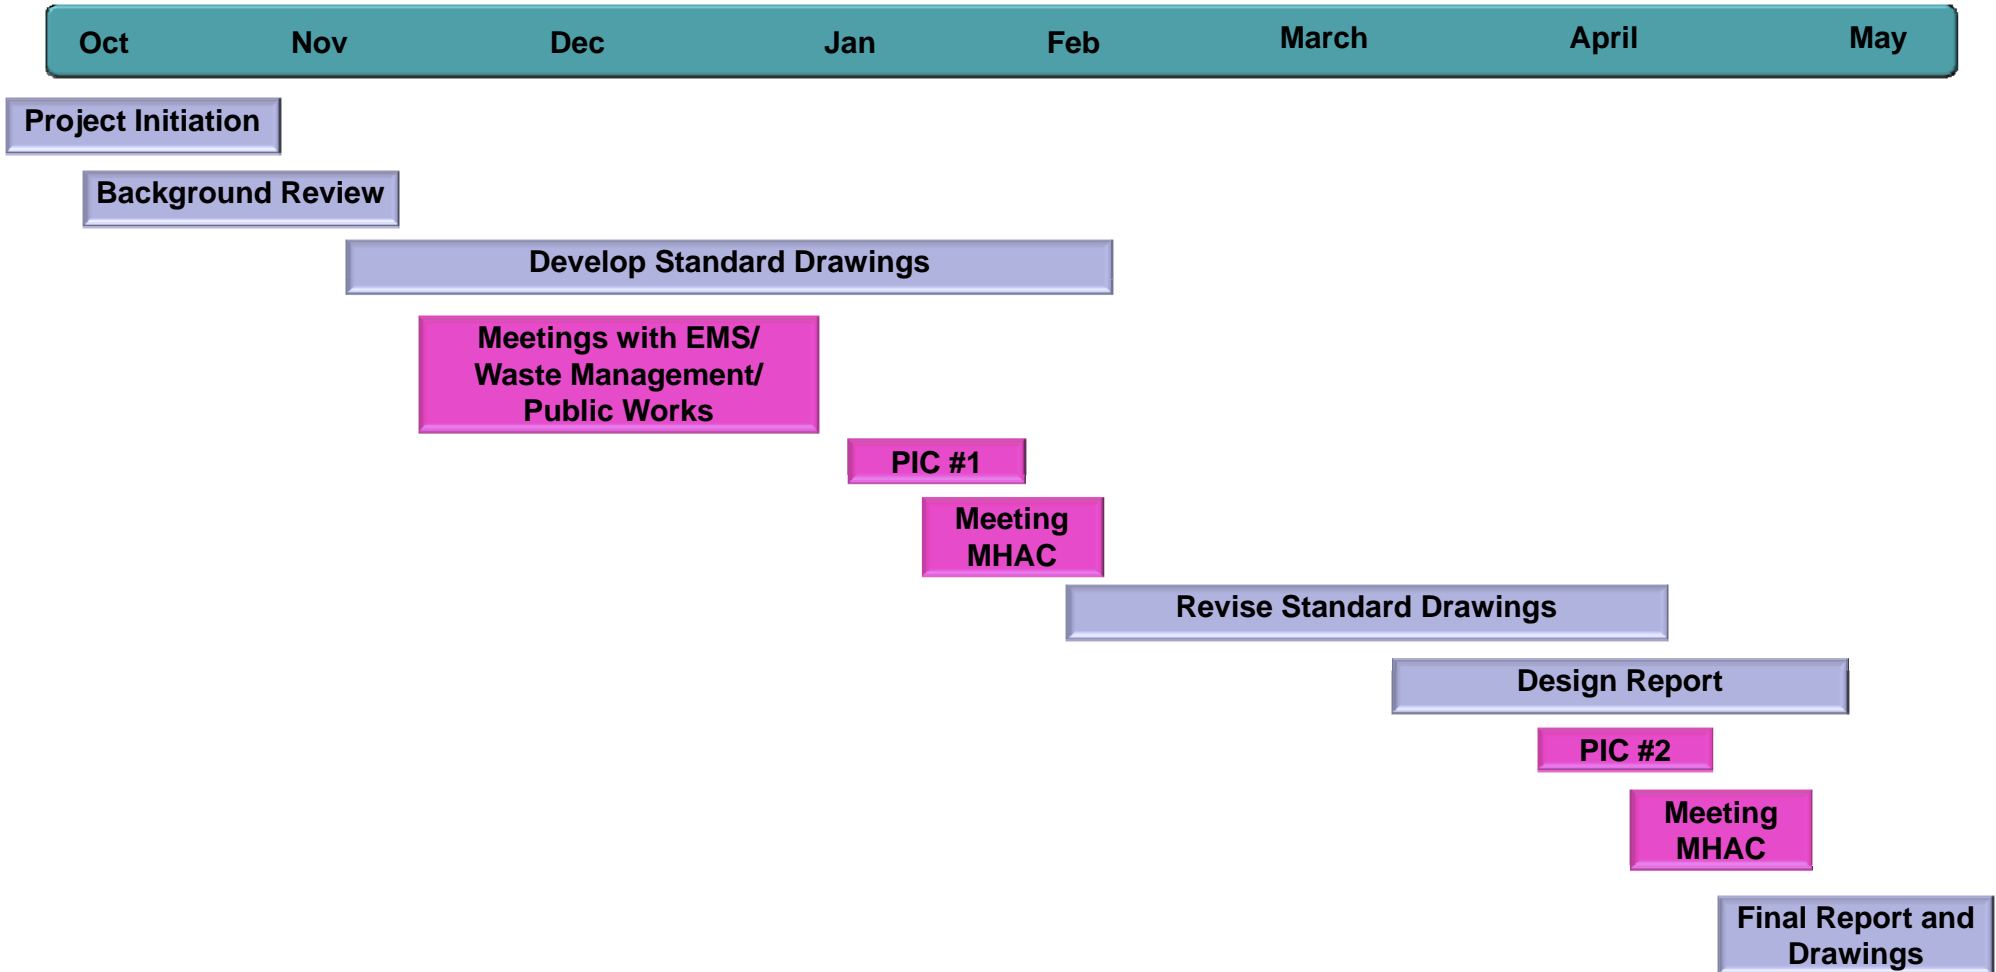 Oct Nov Dec Jan Feb March April May
Project Initiation
Background Review
Develop Standard Drawings
Meetings with EMS/
Waste Management/
Public Works
PIC #1
Meeting
MHAC
Revise Standard Drawings
Design Report
PIC #2
Meeting
MHAC
Final Report and
Drawings